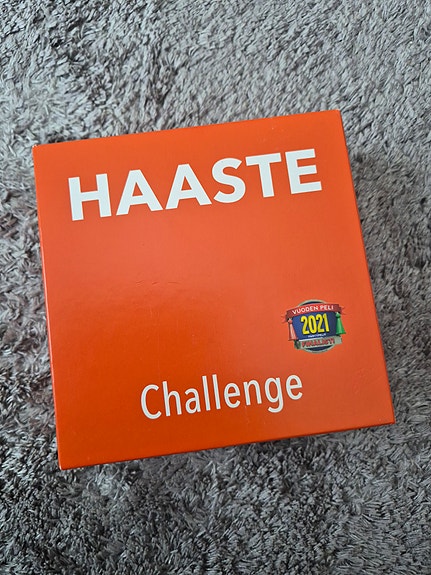 HAASTE
VUODEN PELI
2021
FINALISTI
Challenge